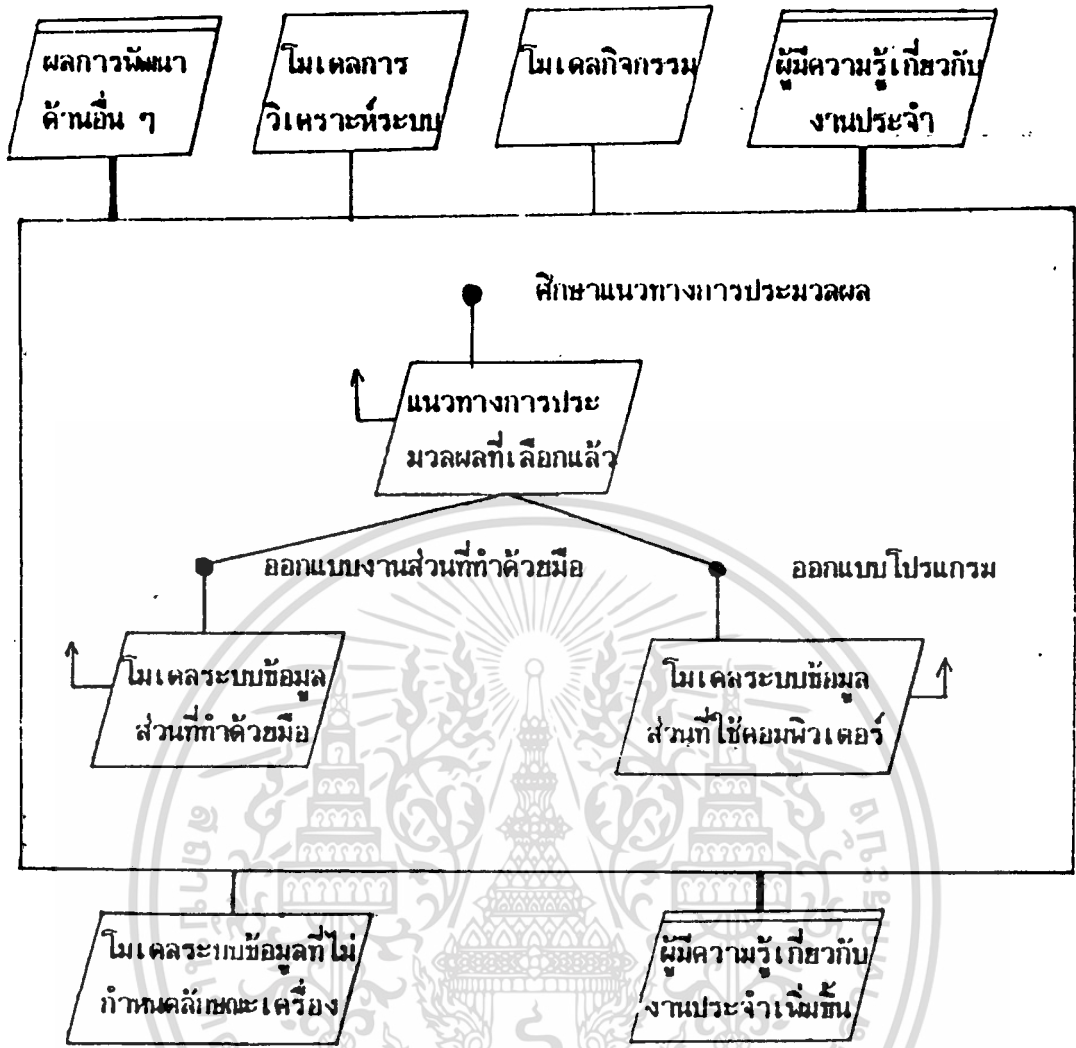 ผลการพัฒนา
ด้านอื่น ๆ
โมเดลการ
วิเคราะห์ระบบ
โมเดลกิจกรรม
ผู้มีความรู้เกี่ยวกับ
งานประจำ
ศึกษาแนวทางการประมวลผล
แนวทางการประ
มวลผลที่เลือกแล้ว
ออกแบบงานส่วนที่ทำด้วยมือ
ออกแบบโปรแกรม
โมเดลระบบข้อมูล
ส่วนที่ทำด้วยมือ
โมเดลระบบข้อมูล
ส่วนที่ใช้คอมพิวเตอร์
โมเดลระบบข้อมูลที่ไม่
กำหนดลักษณะเครื่อง
ผู้มีความรู้เกี่ยวกับ
งานประจำเพิ่มขึ้น